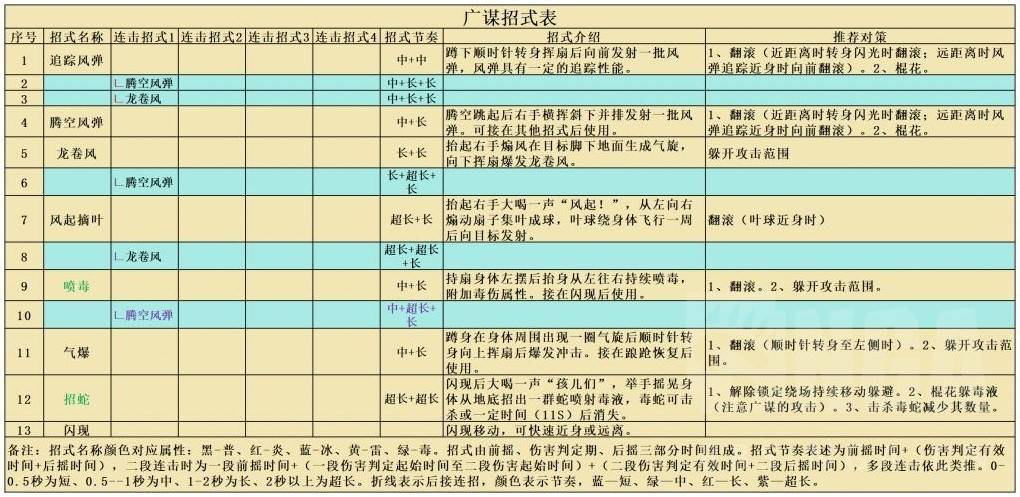 广谋招式表
序号 招式名称 连击招式1 连击招式2 连击招式3 连击招式4 招式节奏 招式介绍 推荐对策
1 追踪风弹 中+中 蹲下顺时针转身挥扇后向前发射一批风 1、翻滚（近距离时转身闪光时翻滚；远距离时风
弹，风弹具有一定的追踪性能。 弹追踪近身时向前翻滚）。2、棍花。
2 ∟腾空风弹 中+长+长
3 ∟龙卷风 中+长+长
4 腾空风弹 中+长 腾空跳起后右手横挥斜下并排发射一批风 1、翻滚（近距离时转身闪光时翻滚；远距离时风
弹。可接在其他招式后使用。 弹追踪近身时向前翻滚）。2、棍花。
5 龙卷风 长+长 抬起右手煽风在目标脚下地面生成气旋， 躲开攻击范围
向下挥扇爆发龙卷风。
6 ∟腾空风弹 长+超长+
长
7 风起摘叶 超长+长 抬起右手大喝一声“风起！”，从左向右 翻滚（叶球近身时）
煽动扇子集叶成球，叶球绕身体飞行一周
后向目标发射。
8 ∟龙卷风 超长+超长
+长
9 喷毒 中+长 持扇身体左摆后抬身从左往右持续喷毒， 1、翻滚。2、躲开攻击范围。
附加毒伤属性。接在闪现后使用。
10 ∟腾空风弹 中+超长+
长
11 气爆 中+长 蹲身在身体周围出现一圈气旋后顺时针转 1、翻滚（顺时针转身至左侧时）。2、躲开攻击范
身向上挥扇后爆发冲击。接在踉跄恢复后 围。
使用。
12 招蛇 超长+超长 闪现后大喝一声“孩儿们”，举手摇晃身 1、解除锁定绕场持续移动躲避。2、棍花躲毒液
体从地底招出一群蛇喷射毒液，毒蛇可击 （注意广谋的攻击）。3、击杀毒蛇减少其数量。
杀或一定时间（11S）后消失。
13 闪现 闪现移动，可快速近身或远离。
备注：招式名称颜色对应属性：黑-普、红-炎、蓝-冰、黄-雷、绿-毒。招式由前摇、伤害判定期、后摇三部分时间组成。招式节奏表述为前摇时间+（伤害判定有效
时间+后摇时间），二段连击时为一段前摇时间+（一段伤害判定起始时间至二段伤害起始时间）+（二段伤害判定有效时间+二段后摇时间），多段连击依此类推。0-
0.5秒为短、0.5--1秒为中、1-2秒为长、2秒以上为超长。折线表示后接连招，颜色表示节奏，蓝—短、绿—中、红—长、紫—超长。